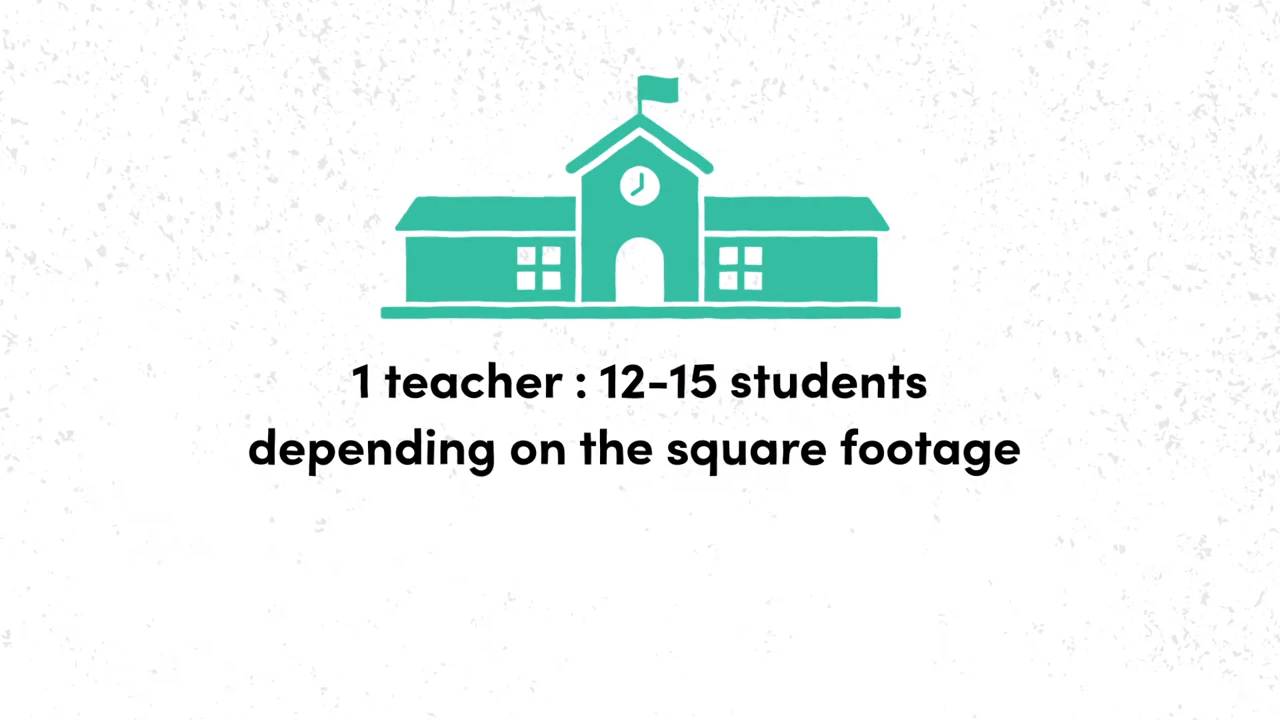 1 teacher : 12-15 students
depending on the square footage